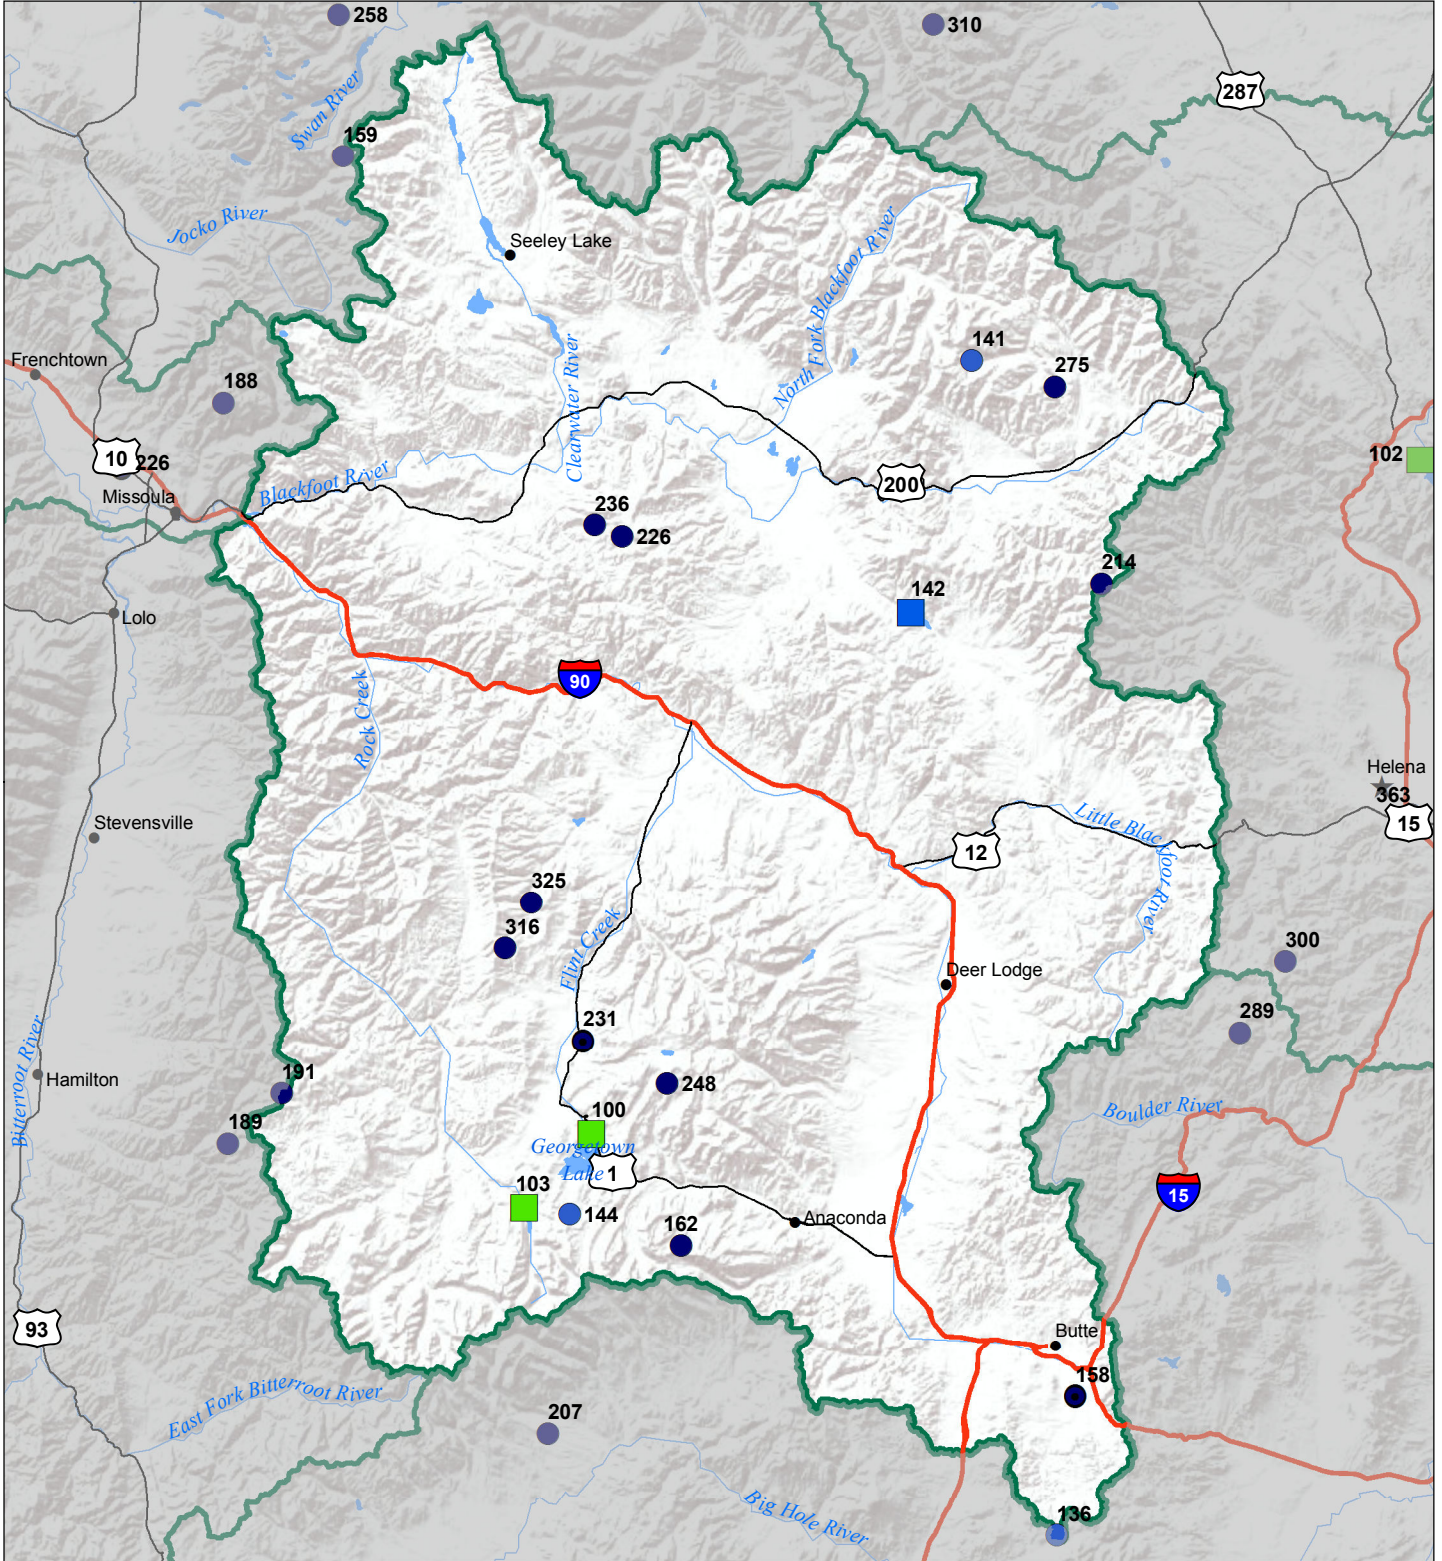 258
310
287
Swan River
159
Jocko River
Seeley Lake
North Fork Blackfoot River
141
275
Frenchtown
188
Clearwater River
10
226
102
Blackfoot River
200
Missoula
236
226
214
142
Lolo
90
Rock Creek
Helena
363
15
Little Blackfoot River
Stevensville
12
325
316
Flint Creek
300
Deer Lodge
231
289
Bitterroot River
Hamilton
191
248
100
Boulder River
189
Georgetown
Lake
1
103
15
144
Anaconda
162
93
Butte
158
East Fork Bitterroot River
207
Big Hole River
136